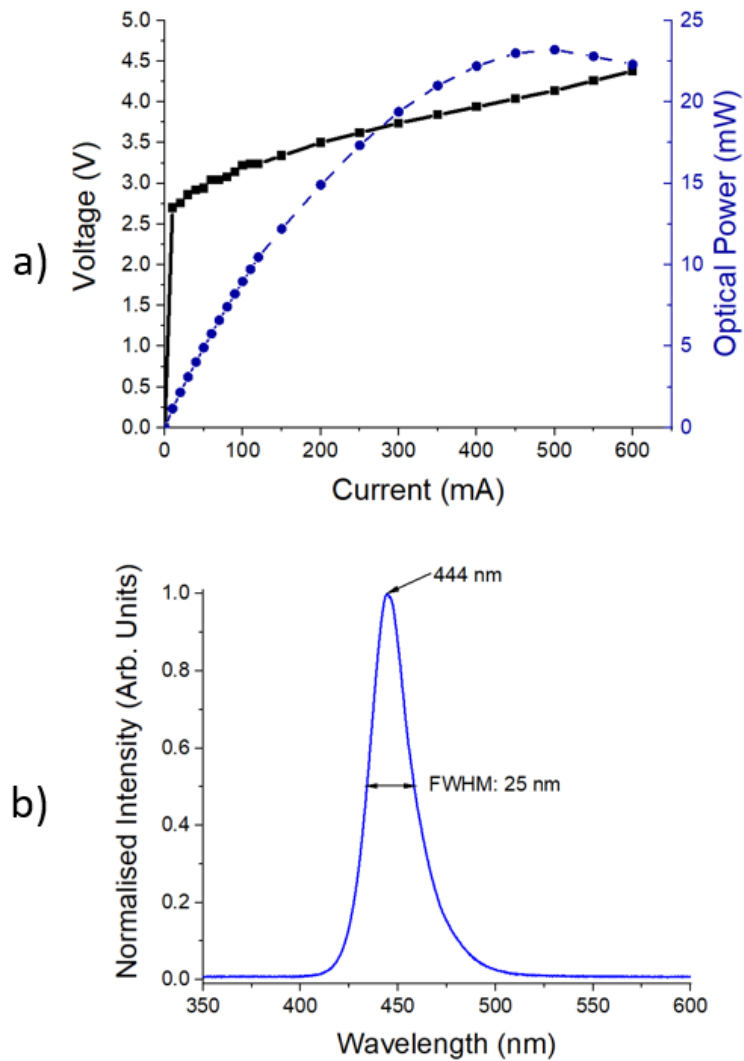 a)
Voltage (V)
5.0
4.5
4.0
3.5
3.0
2.5
2.0
1.5
1.0
0.5
0.0
25
20
15
10
5
0
Optical Power (mW)
0 100 200 300 400 500 600
Current (mA)
b)
Normalised Intensity (Arb. Units)
1.0
0.8
0.6
0.4
0.2
0.0
444 nm
FWHM: 25 nm
350 400 450 500 550 600
Wavelength (nm)